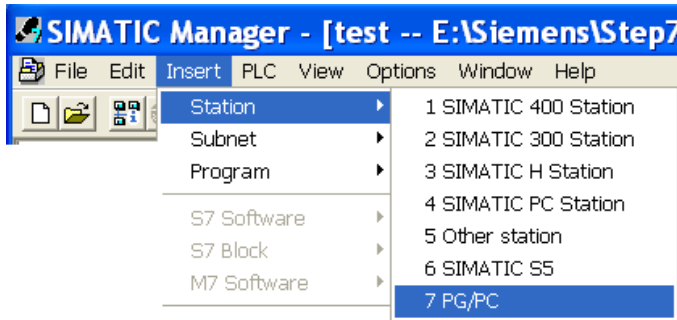 SIMATIC Manager - [test -- E:\Siemens\Step7
File Edit Insert PLC View Options Window Help
Station
Subnet
Program
S7 Software
S7 Block
M7 Software
1 SIMATIC 400 Station
2 SIMATIC 300 Station
3 SIMATIC H Station
4 SIMATIC PC Station
5 Other station
6 SIMATIC S5
7 PG/PC